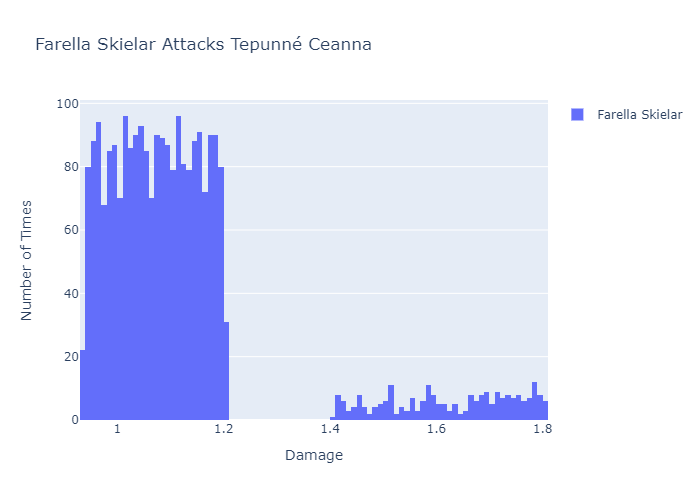 Farella Skielar Attacks Tepunné Ceanna
Farella Skielar
100
80
60
40
20
0
Number of Times
1
1.2
1.4
1.6
1.8
Damage